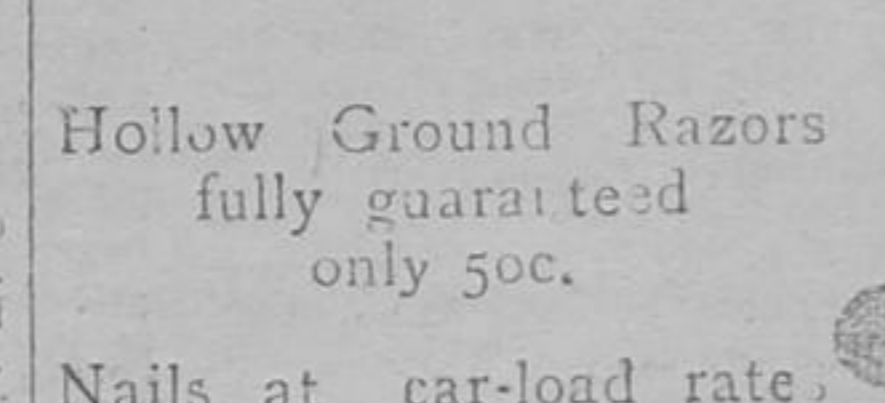 Hollow Ground Razors
fully guaranteed
only 50c.
Nails at car-load rate,